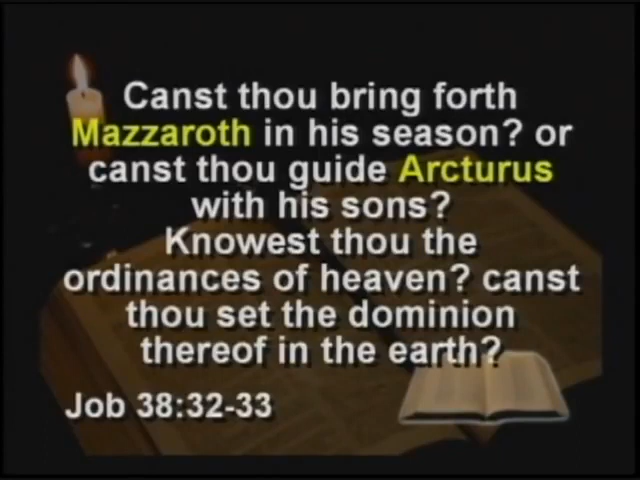 Canst thou bring forth
Mazzaroth in his season? or
canst thou guide Arcturus
with his sons?
Knowest thou the
ordinances of heaven? canst
thou set the dominion
thereof in the earth?
Job 38:32-33